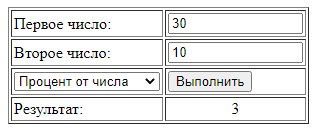 Первое число: 30
Второе число: 10
Процент от числа Выполнить
Результат: 3